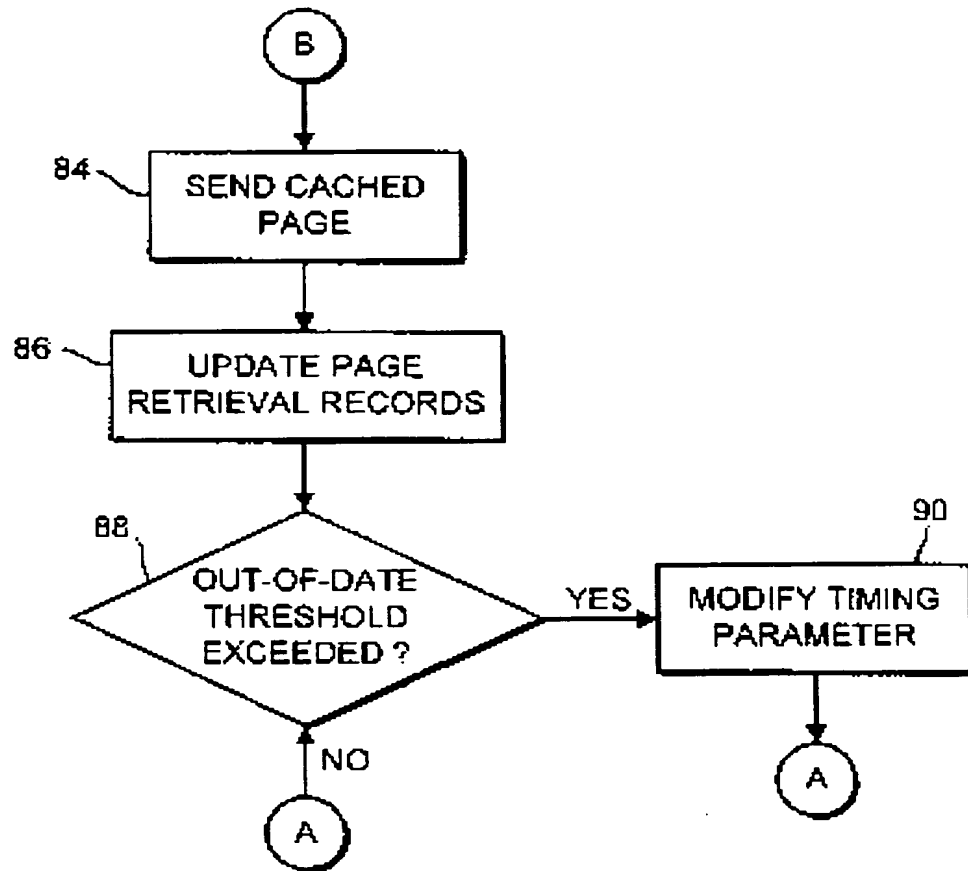 B
84
SEND CACHED
PAGE
86
UPDATE PAGE
RETRIEVAL RECORDS
88
OUT-OF-DATE
THRESHOLD
EXCEEDED ?
YES
90
MODIFY TIMING
PARAMETER
NO
A
A